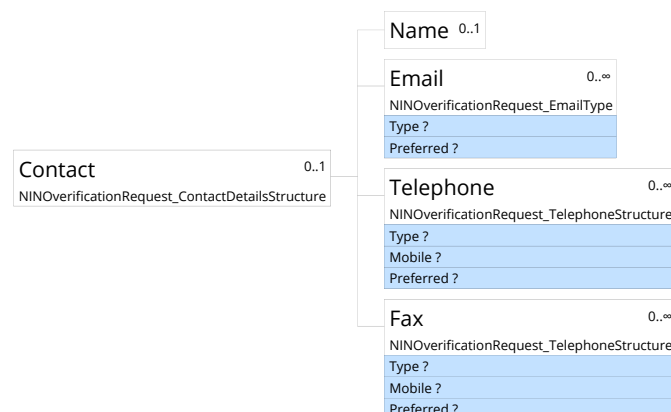 Name 0..1
Email 0..∞
NINOverificationRequest_EmailType
Type ?
Preferred ?
Contact 0..1
NINOverificationRequest_ContactDetailsStructure
Telephone 0..∞
NINOverificationRequest_TelephoneStructure
Type ?
Mobile ?
Preferred ?
Fax 0..∞
NINOverificationRequest_TelephoneStructure
Type ?
Mobile ?
Preferred ?